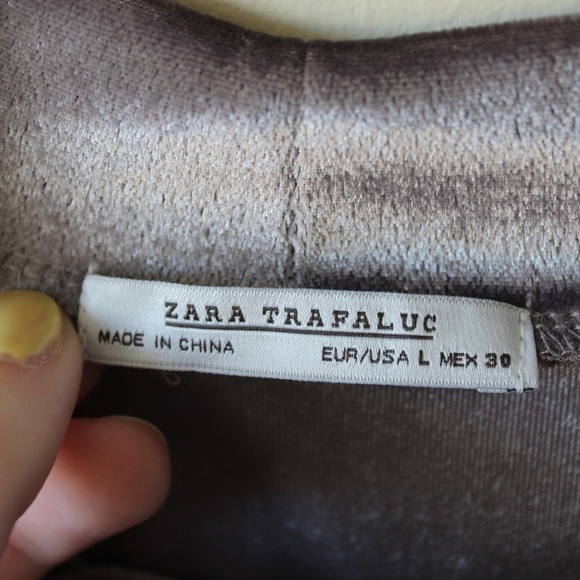 ZARA TRAFALUC
MADE IN CHINA
EUR/USA L MEX 30